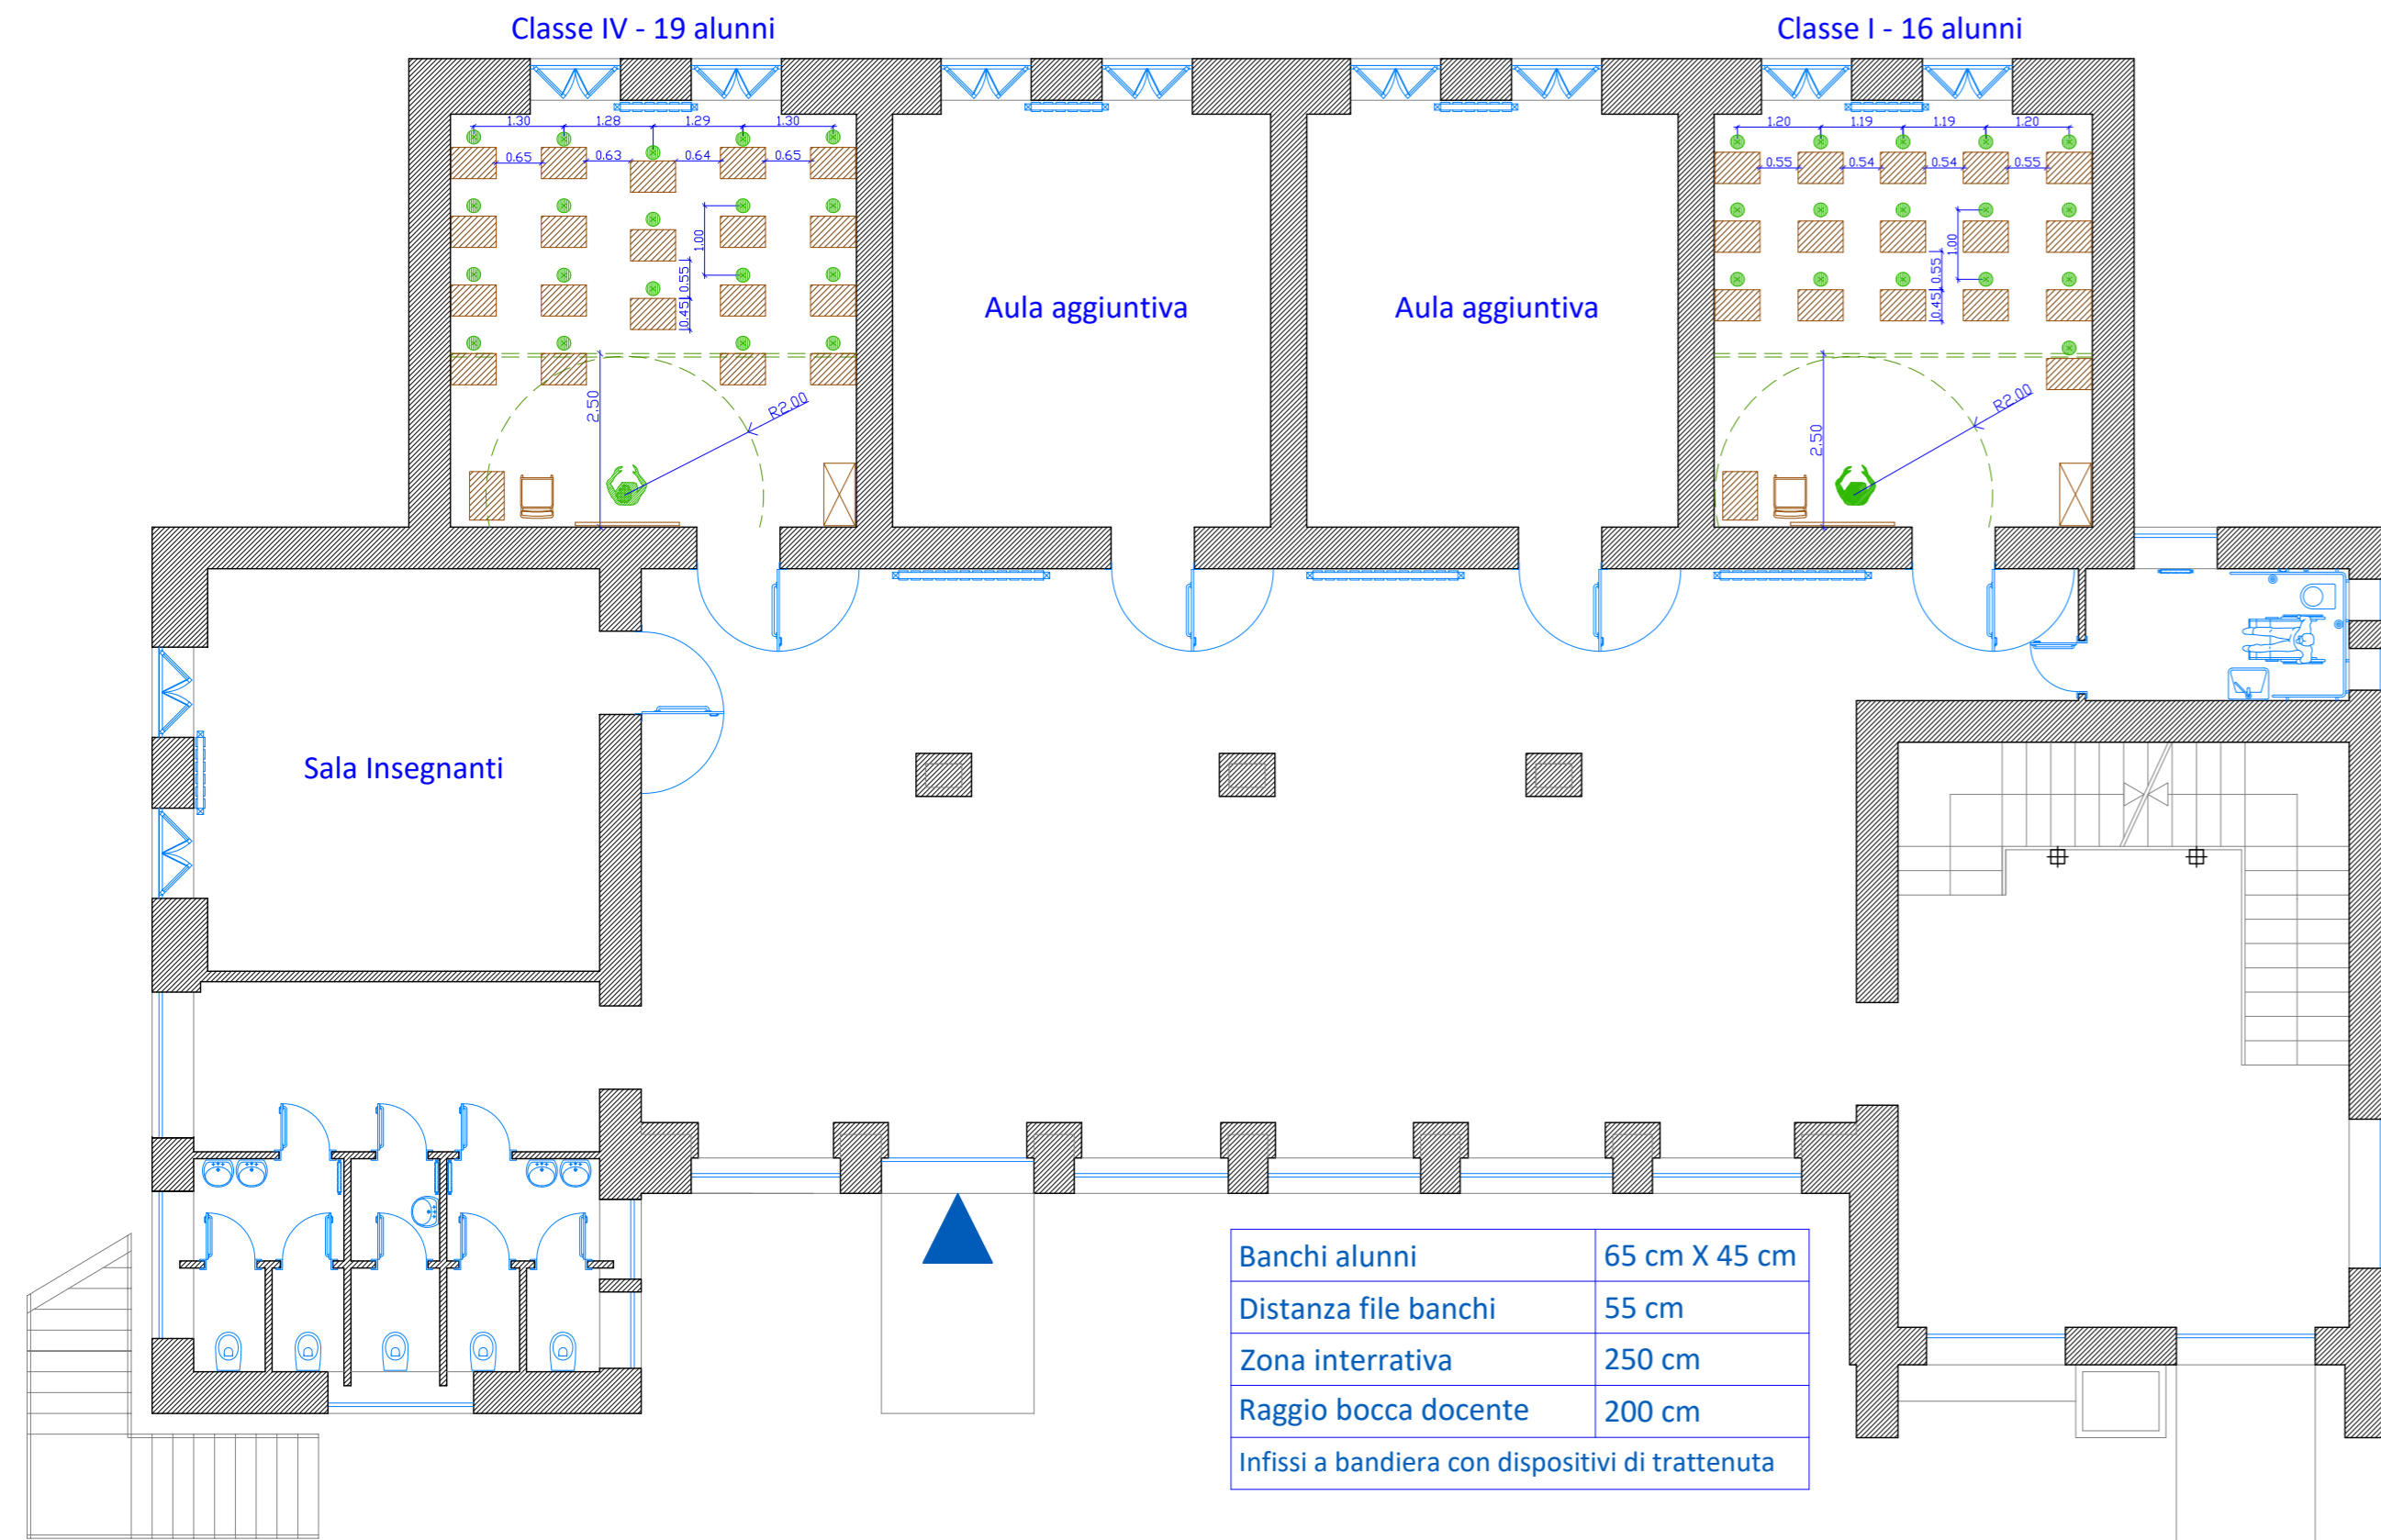 Classe IV - 19 alunni
Classe I - 16 alunni
1.30 1.28 1.29 1.30
1.20 1.19 1.19 1.20
0.65 0.63 0.64 0.65
0.55 0.54 0.54 0.55
1.00
1.00
0.55
0.55
0.45
0.45
Aula aggiuntiva
Aula aggiuntiva
2.50
R2.00
2.50
R2.00
Sala Insegnanti
Banchi alunni 65 cm X 45 cm
Distanza file banchi 55 cm
Zona interrativa 250 cm
Raggio bocca docente 200 cm
Infissi a bandiera con dispositivi di trattenuta